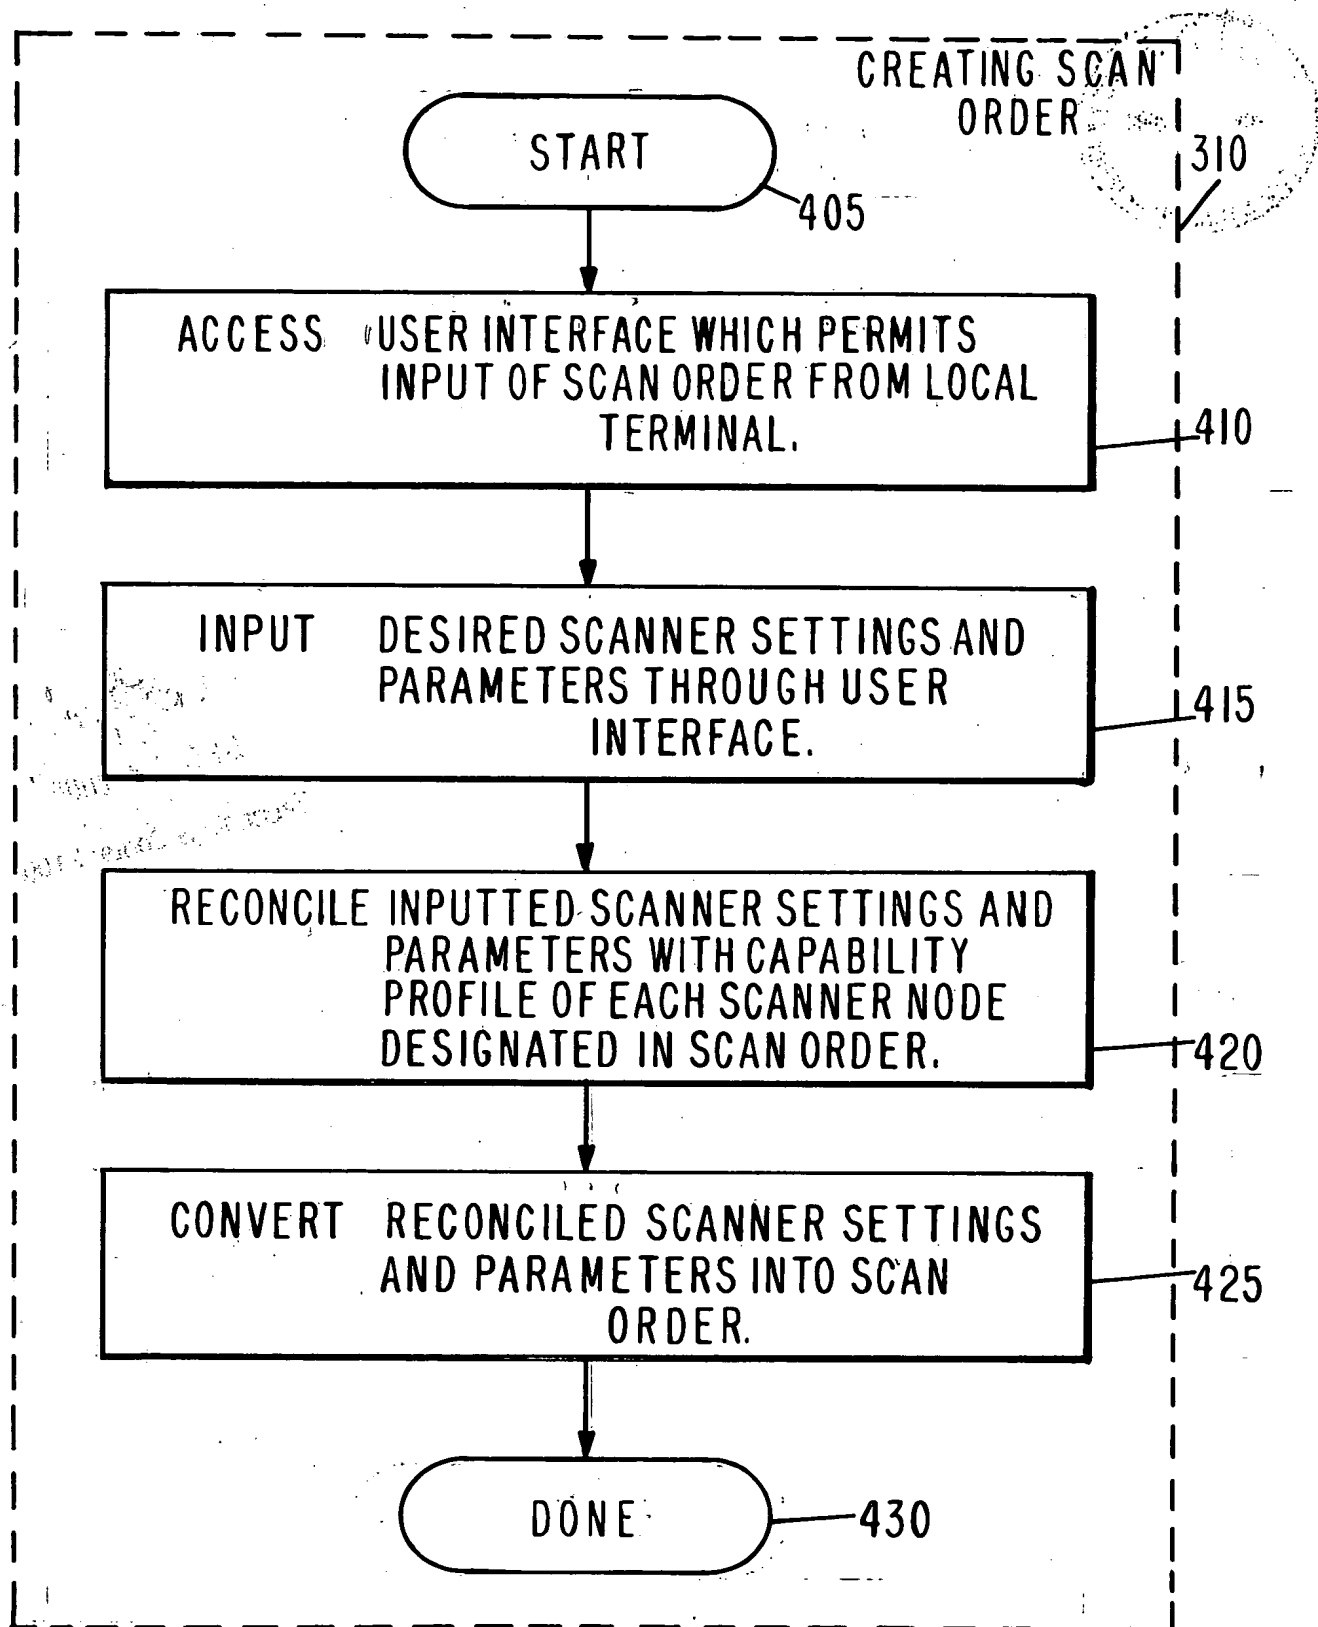 CREATING SCAN
ORDER
310
START
405
ACCESS USER INTERFACE WHICH PERMITS
INPUT OF SCAN ORDER FROM LOCAL
TERMINAL.
410
INPUT DESIRED SCANNER SETTINGS AND
PARAMETERS THROUGH USER
INTERFACE.
415
RECONCILE INPUTTED SCANNER SETTINGS AND
PARAMETERS WITH CAPABILITY
PROFILE OF EACH SCANNER NODE
DESIGNATED IN SCAN ORDER.
420
CONVERT RECONCILED SCANNER SETTINGS
AND PARAMETERS INTO SCAN
ORDER.
425
DONE
430